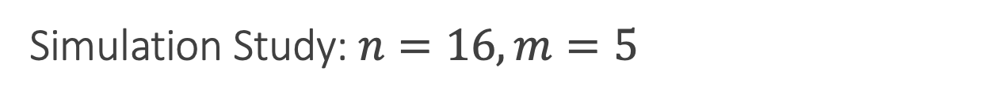 Simulation Study: 𝑛 = 16, 𝑚 = 5